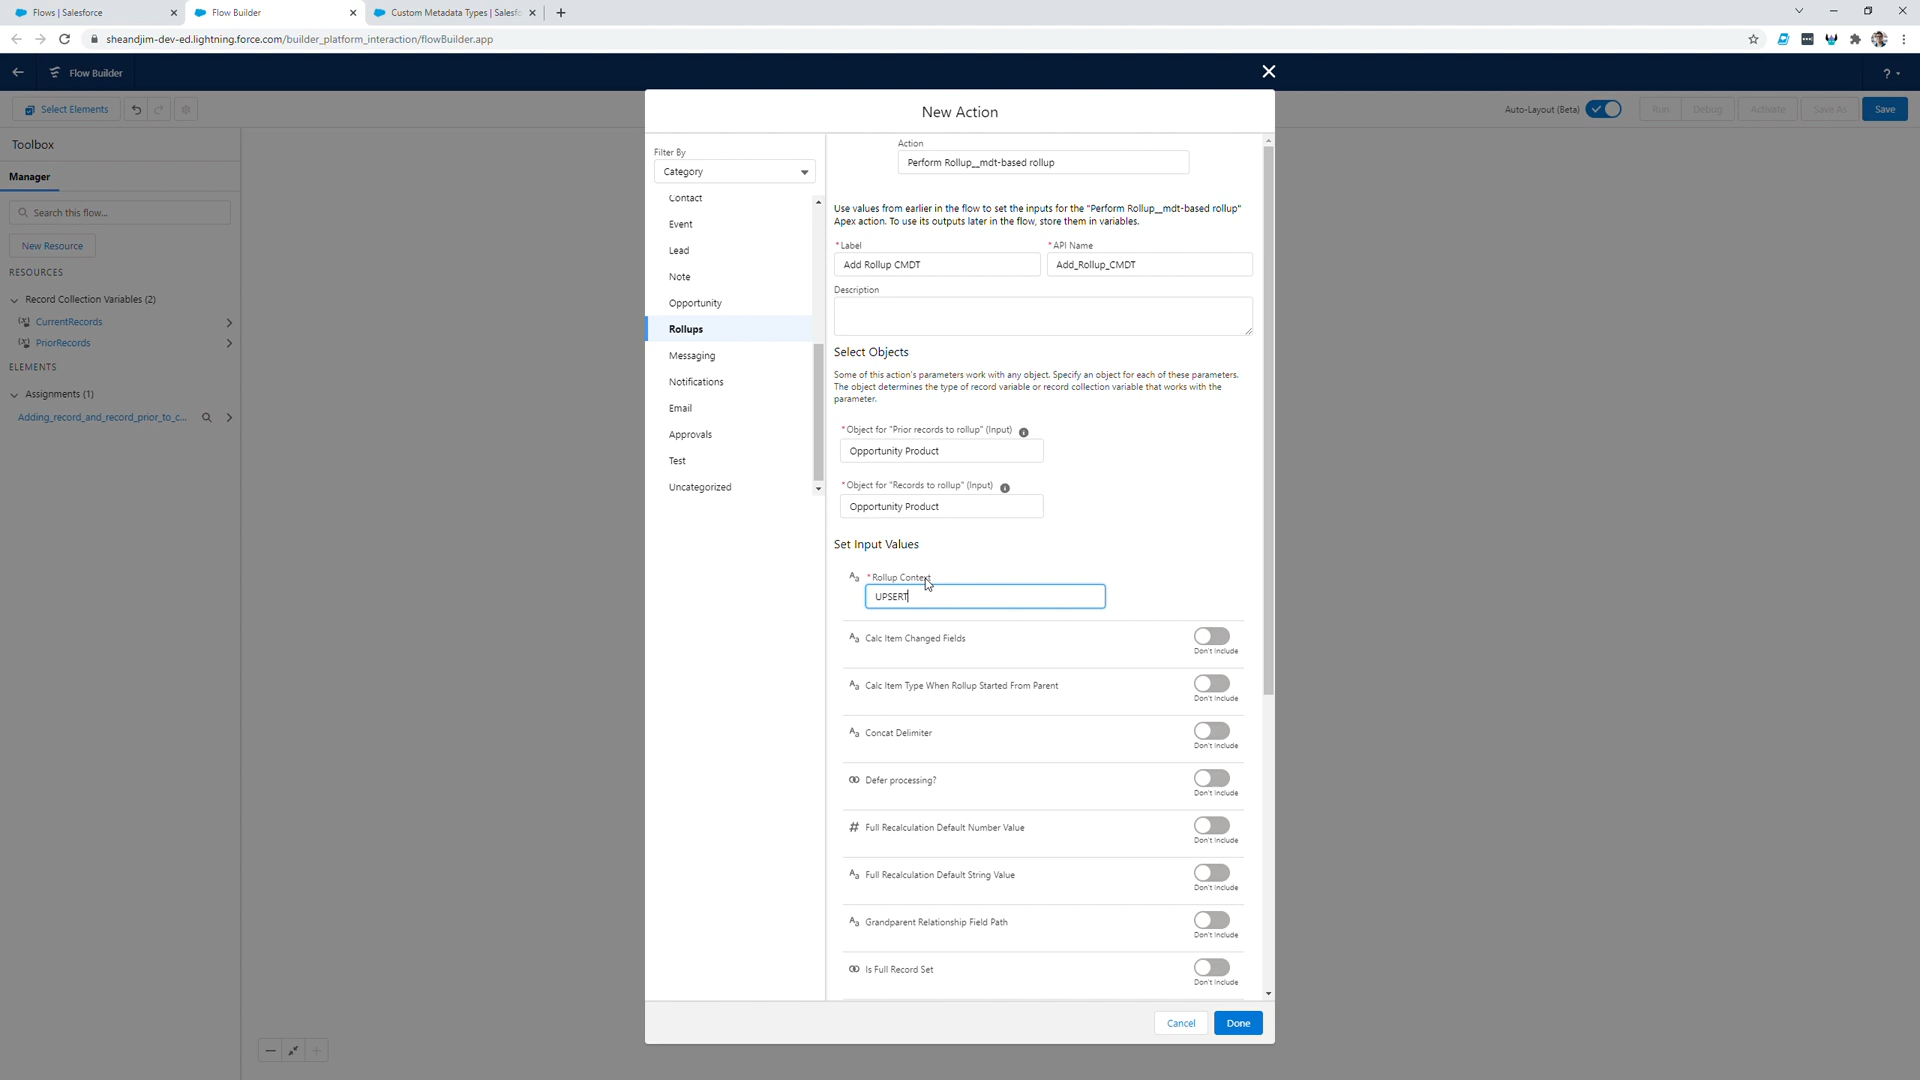 Flows | Salesforce
Flow Builder
Custom Metadata Types | Salesfc
sheandjim-dev-ed.lightning.force.com/builder_platform_interaction/flowBuilder.app
Flow Builder
?
Select Elements
Auto-Layout (Beta)
Run
Debug
Activate
Save As
Save
Toolbox
Manager
Search this flow...
New Resource
RESOURCES
Record Collection Variables (2)
CurrentRecords
PriorRecords
ELEMENTS
Assignments (1)
Adding_record_and_record_prior_to_c...
New Action
Filter By
Category
Contact
Event
Lead
Note
Opportunity
Rollups
Messaging
Notifications
Email
Approvals
Test
Uncategorized
Action
Perform Rollup__mdt-based rollup
Use values from earlier in the flow to set the inputs for the "Perform Rollup__mdt-based rollup"
Apex action. To use its outputs later in the flow, store them in variables.
*Label
*API Name
Add Rollup CMDT
Add_Rollup_CMDT
Description
Select Objects
Some of this action's parameters work with any object. Specify an object for each of these parameters.
The object determines the type of record variable or record collection variable that works with the
parameter.
*Object for "Prior records to rollup" (Input)
Opportunity Product
*Object for "Records to rollup" (Input)
Opportunity Product
Set Input Values
Aa *Rollup Context
UPSERT
Aa Calc Item Changed Fields
Don't Include
Aa Calc Item Type When Rollup Started From Parent
Don't Include
Aa Concat Delimiter
Don't Include
Defer processing?
Don't Include
# Full Recalculation Default Number Value
Don't Include
Aa Full Recalculation Default String Value
Don't Include
Aa Grandparent Relationship Field Path
Don't Include
Is Full Record Set
Don't Include
Cancel
Done